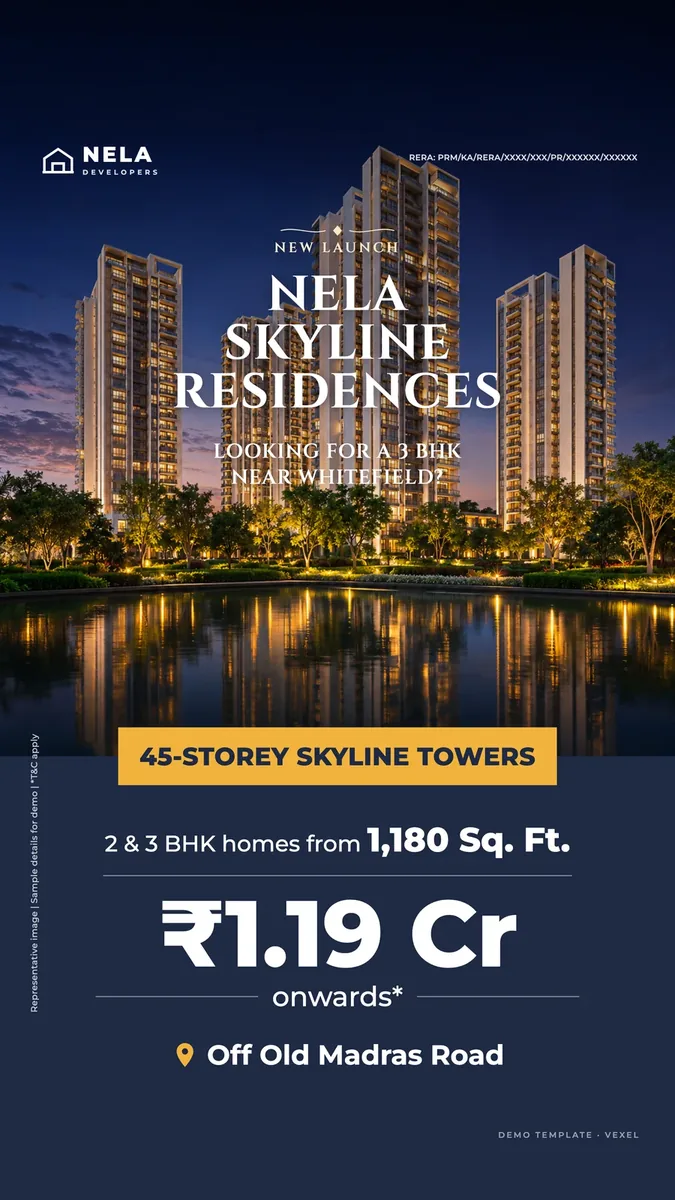 NELA
DEVELOPERS
RERA: PRM/KA/RERA/XXXX/XXX/PR/XXXXXX/XXXXXX
NEW LAUNCH
NELA
SKYLINE
RESIDENCES
LOOKING FOR A 3 BHK
NEAR WHITEFIELD?
45-STOREY SKYLINE TOWERS
2 & 3 BHK homes from 1,180 Sq. Ft.
₹1.19 Cr
onwards*
Off Old Madras Road
Representative image | Sample details for demo | *T&C apply
DEMO TEMPLATE · VEXEL